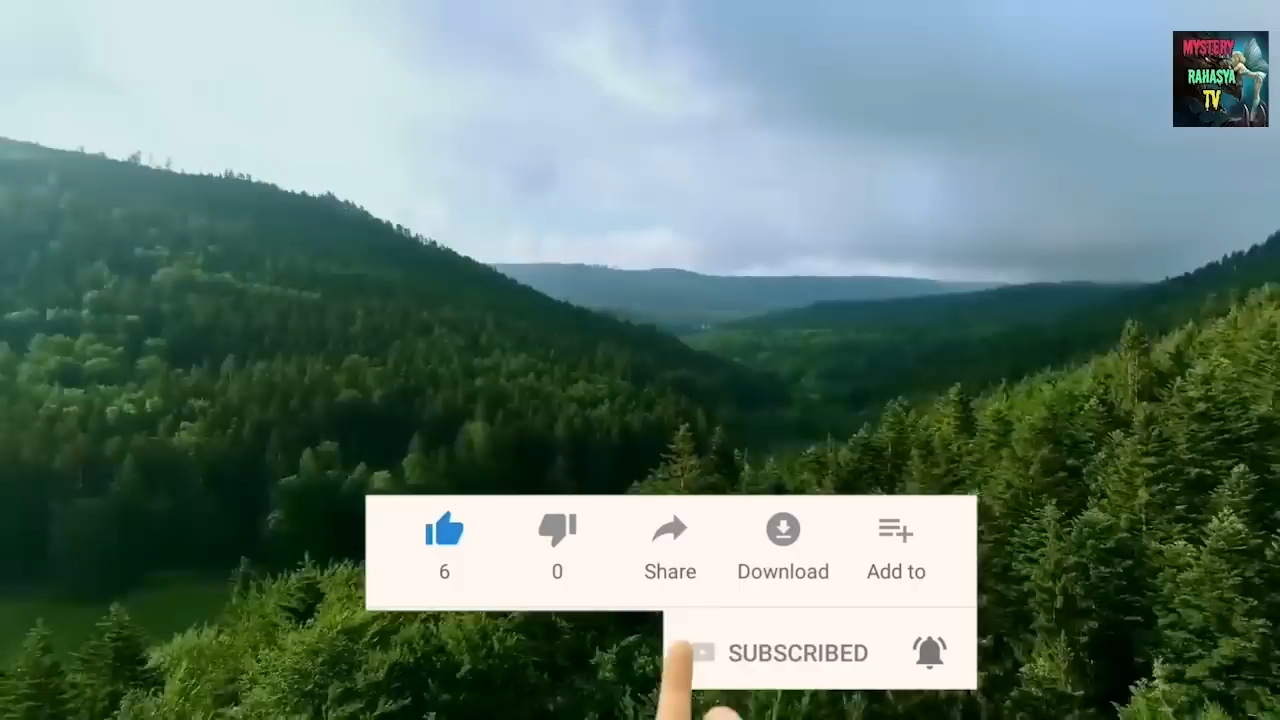 MYSTERY
RAHASYA
TV
6 0 Share Download Add to
SUBSCRIBED